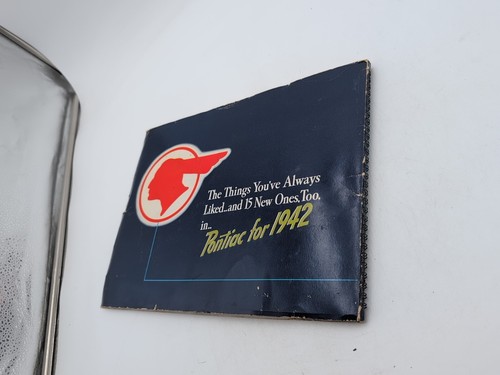 The Things You've Always
Liked...and 15 New Ones, Too,
in...
Pontiac for 1942